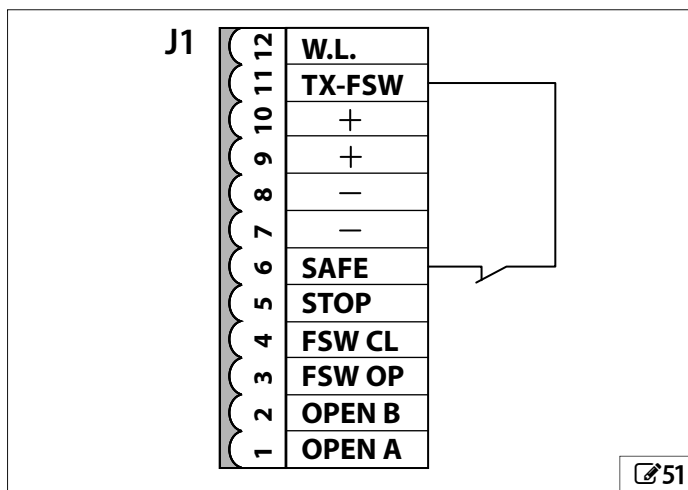 J1
12 W.L.
11 TX-FSW
10 +
9 +
8 −
7 −
6 SAFE
5 STOP
4 FSW CL
3 FSW OP
2 OPEN B
1 OPEN A
51